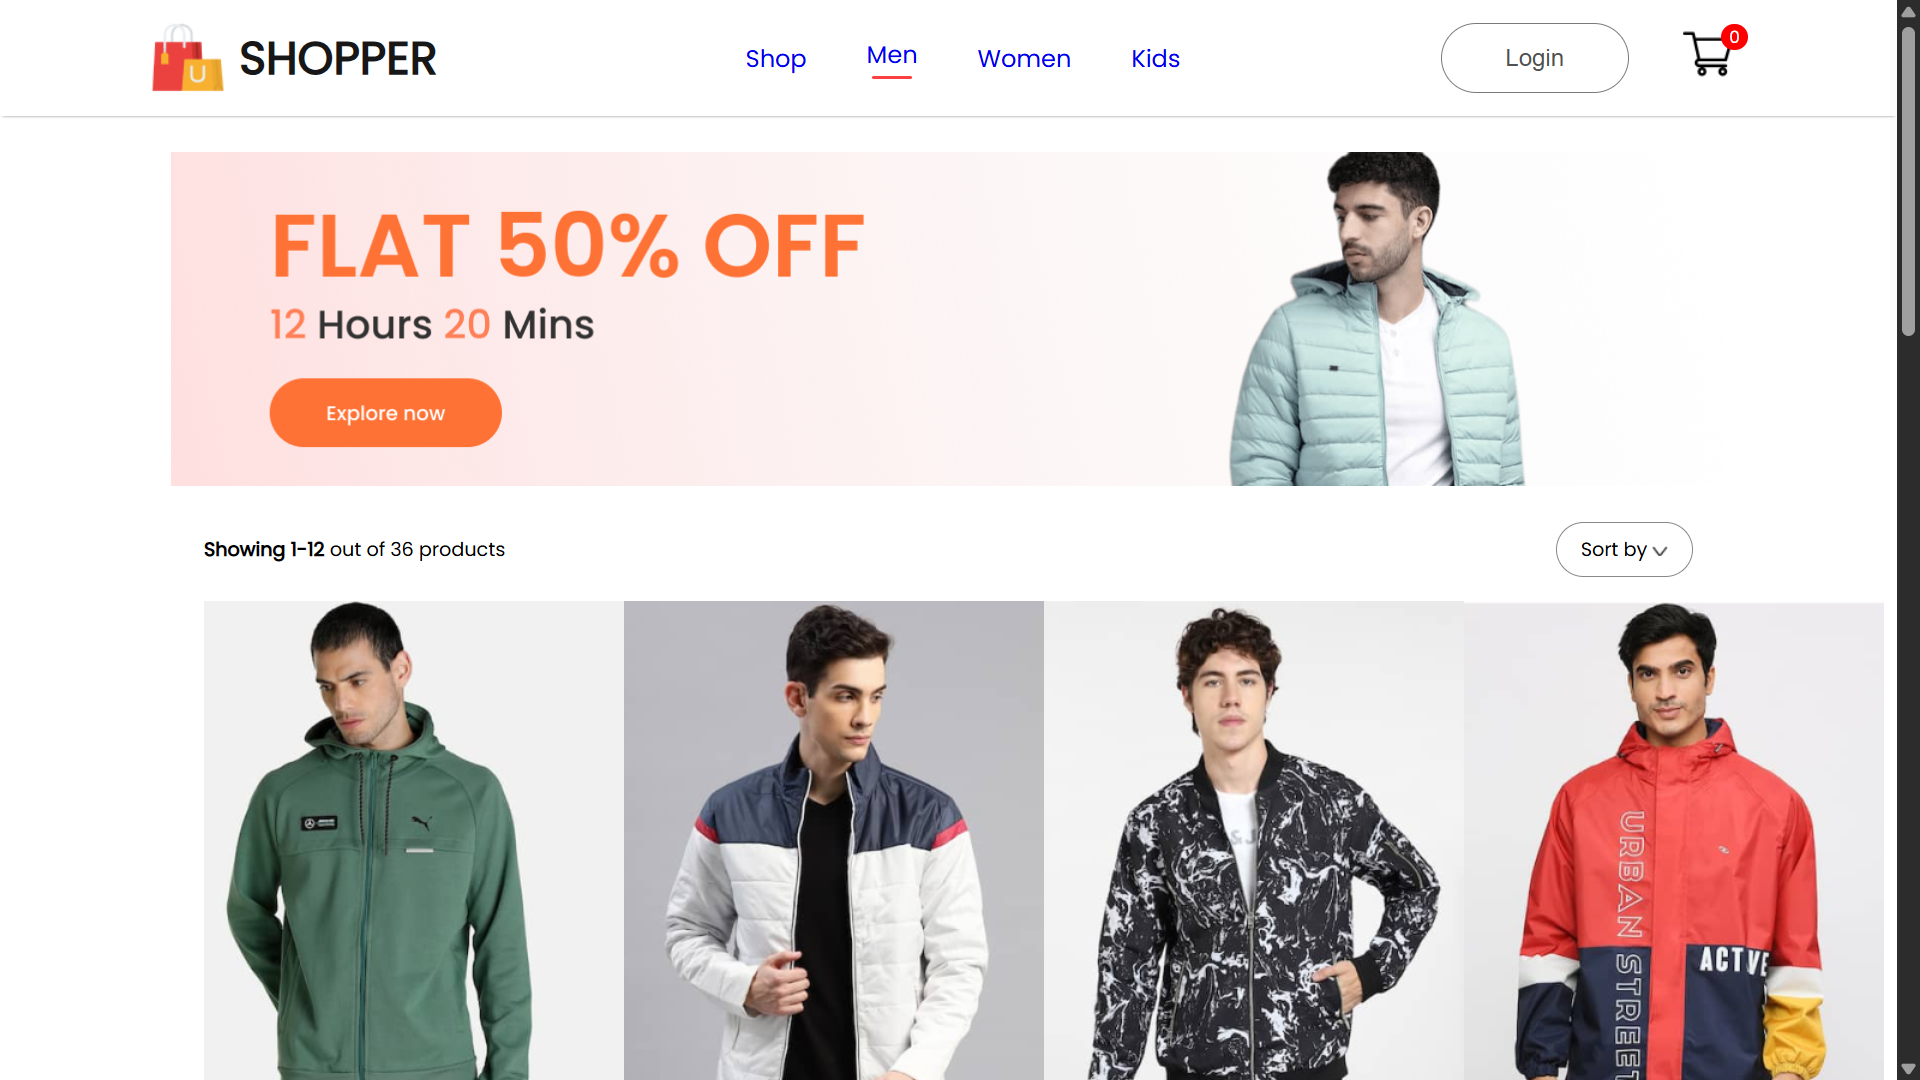 SHOPPER
Shop
Men
Women
Kids
Login
0
U
FLAT 50% OFF
12 Hours 20 Mins
Explore now
Showing 1-12 out of 36 products
Sort by
URBAN STREET
ACTIVE